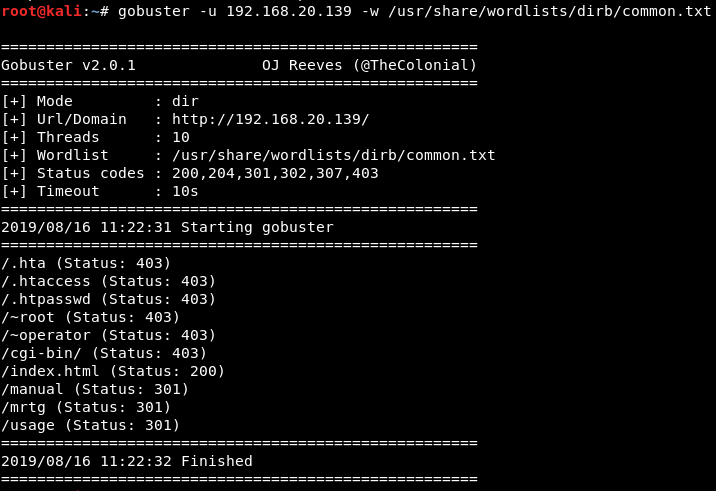 root@kali:~# gobuster -u 192.168.20.139 -w /usr/share/wordlists/dirb/common.txt
=====================================================
Gobuster v2.0.1              OJ Reeves (@TheColonial)
=====================================================
[+] Mode         : dir
[+] Url/Domain   : http://192.168.20.139/
[+] Threads      : 10
[+] Wordlist     : /usr/share/wordlists/dirb/common.txt
[+] Status codes : 200,204,301,302,307,403
[+] Timeout      : 10s
=====================================================
2019/08/16 11:22:31 Starting gobuster
=====================================================
/.hta (Status: 403)
/.htaccess (Status: 403)
/.htpasswd (Status: 403)
/~root (Status: 403)
/~operator (Status: 403)
/cgi-bin/ (Status: 403)
/index.html (Status: 200)
/manual (Status: 301)
/mrtg (Status: 301)
/usage (Status: 301)
=====================================================
2019/08/16 11:22:32 Finished
=====================================================